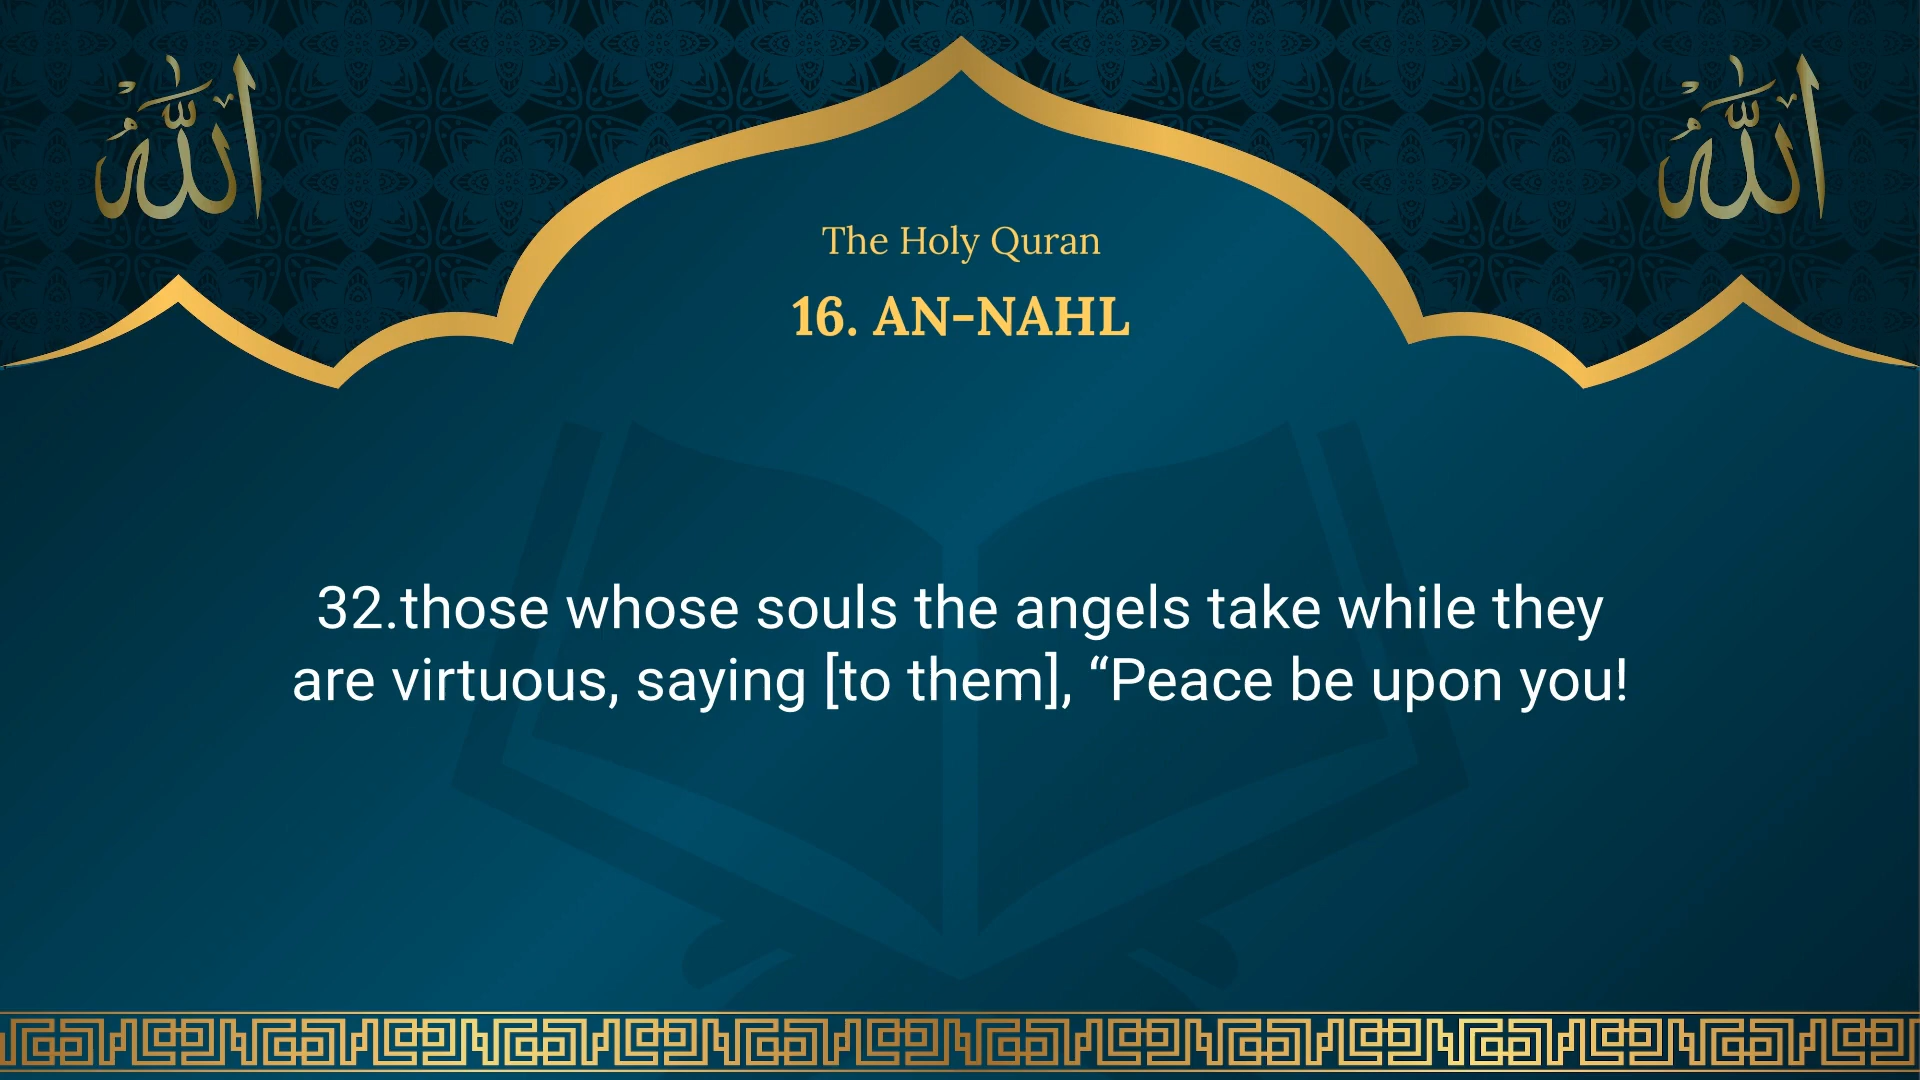 الله
الله
The Holy Quran
16. AN-NAHL
32.those whose souls the angels take while they
are virtuous, saying [to them], “Peace be upon you!